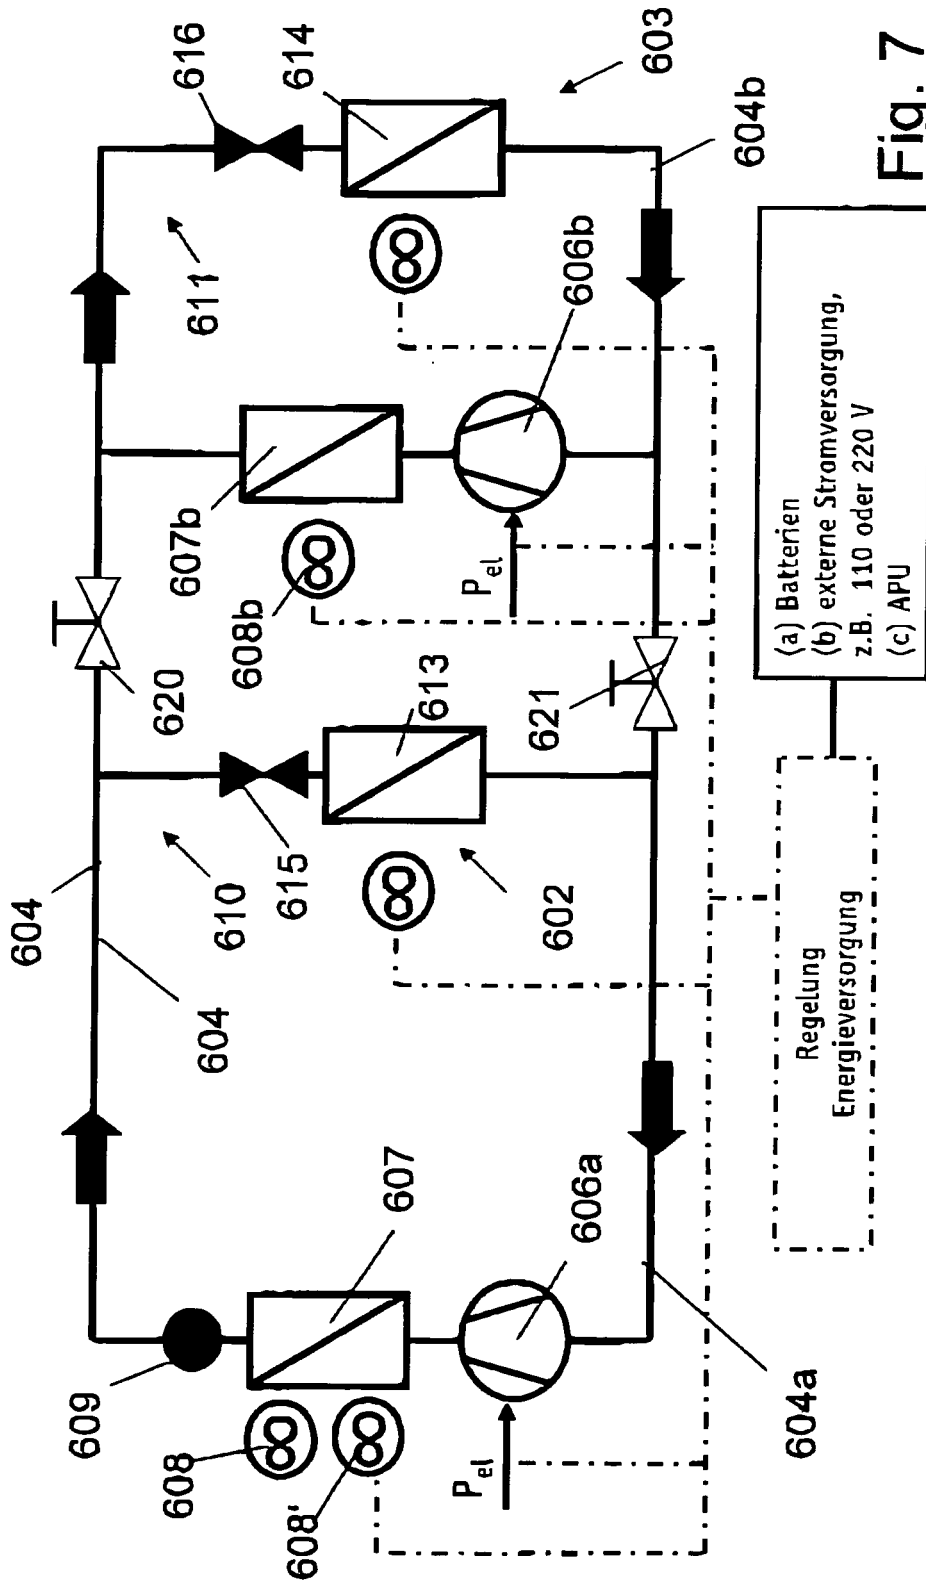 609
608
608'
607
P_el
606a
604a
604
604
610
615
613
602
620
621
607b
608b
P_el
606b
611
616
614
603
604b
Regelung
Energieversorgung
(a) Batterien
(b) externe Stromversorgung,
z.B. 110 oder 220 V
(c) APU
Fig. 7